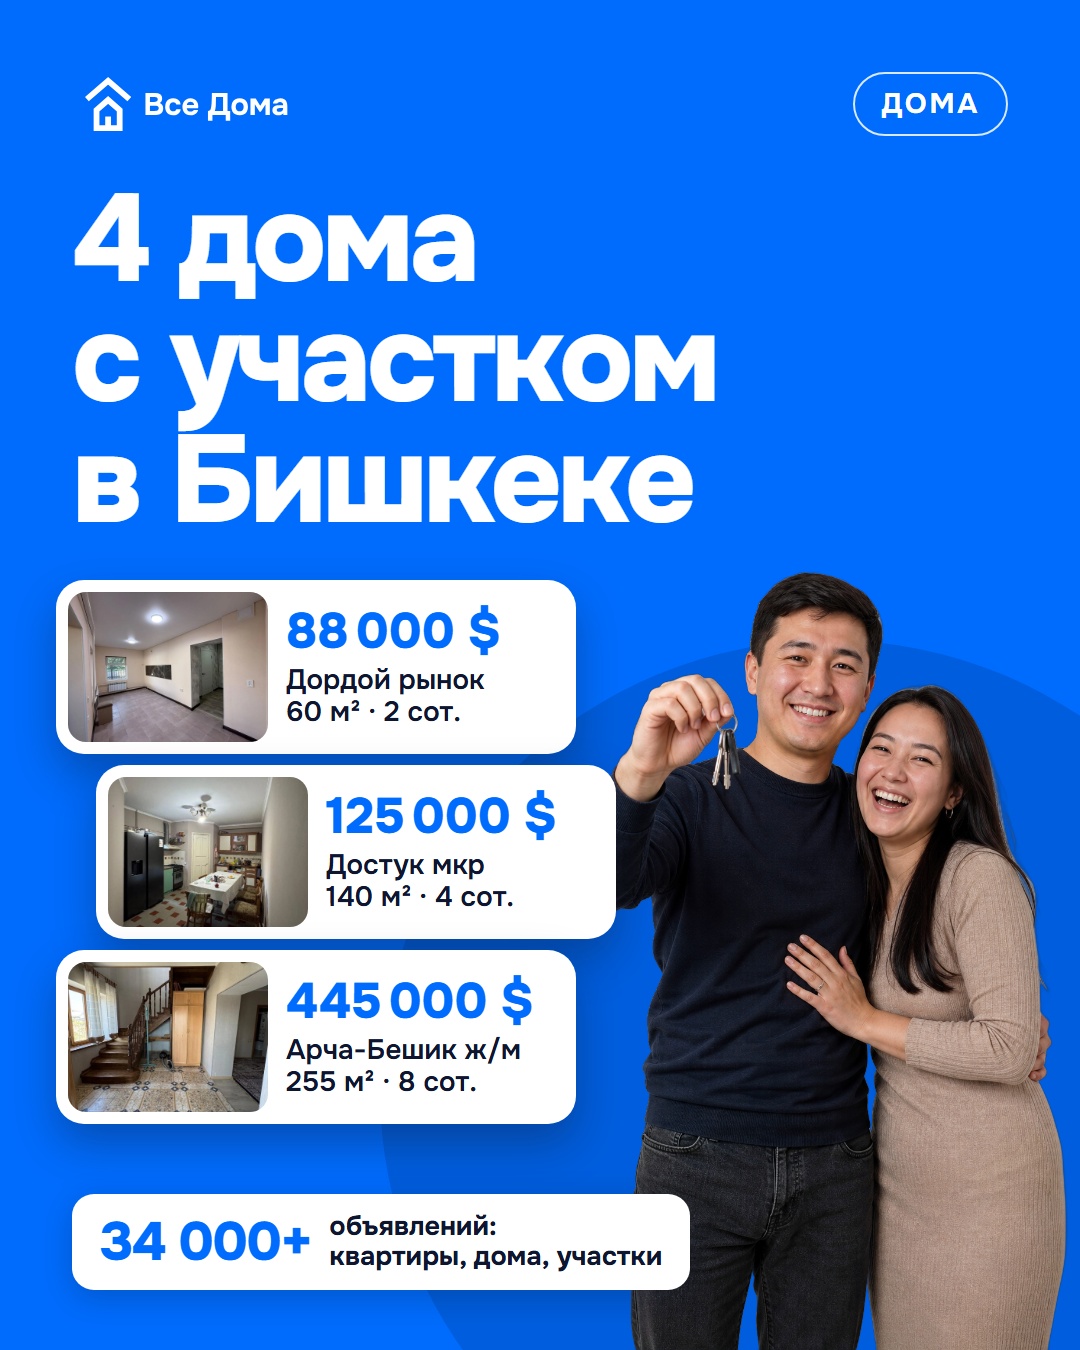 Все Дома
ДОМА
4 дома
с участком
в Бишкеке
88 000 $
Дордой рынок
60 м² · 2 сот.
125 000 $
Достук мкр
140 м² · 4 сот.
445 000 $
Арча-Бешик ж/м
255 м² · 8 сот.
34 000+
объявлений:
квартиры, дома, участки